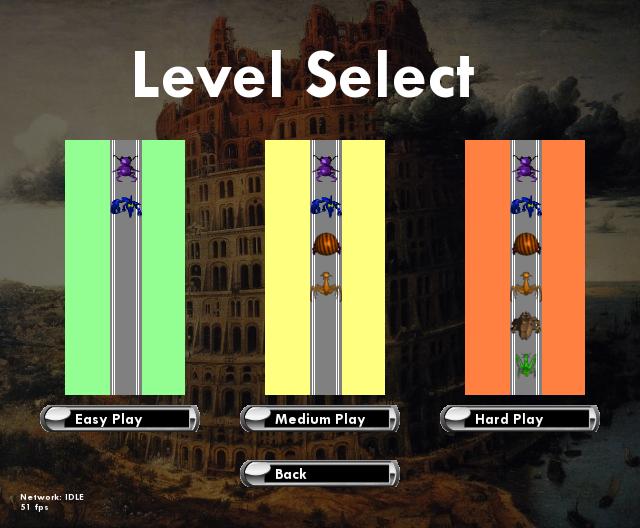 Level Select
Easy Play
Medium Play
Hard Play
Back
Network: IDLE
51 fps